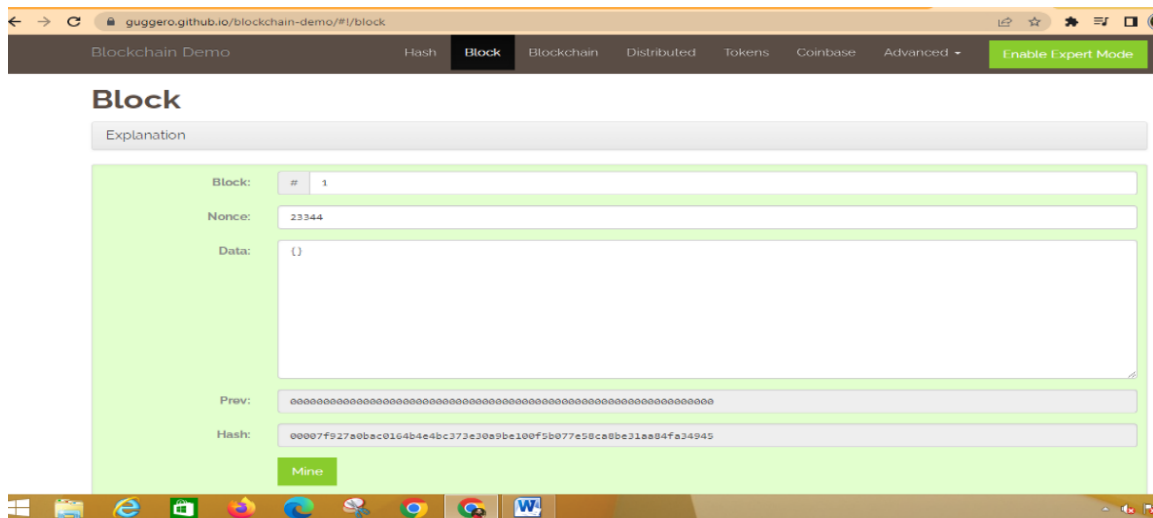 guggero.github.io/blockchain-demo/#!/block
Blockchain Demo Hash Block Blockchain Distributed Tokens Coinbase Advanced Enable Expert Mode
Block
Explanation
Block: # 1
Nonce: 23344
Data: {}
Prev: 0000000000000000000000000000000000000000000000000000000000000000
Hash: 00007f927a0bac0164b4e4bc373e30a9be100f5b077e58ca8be31aa84fa34945
Mine